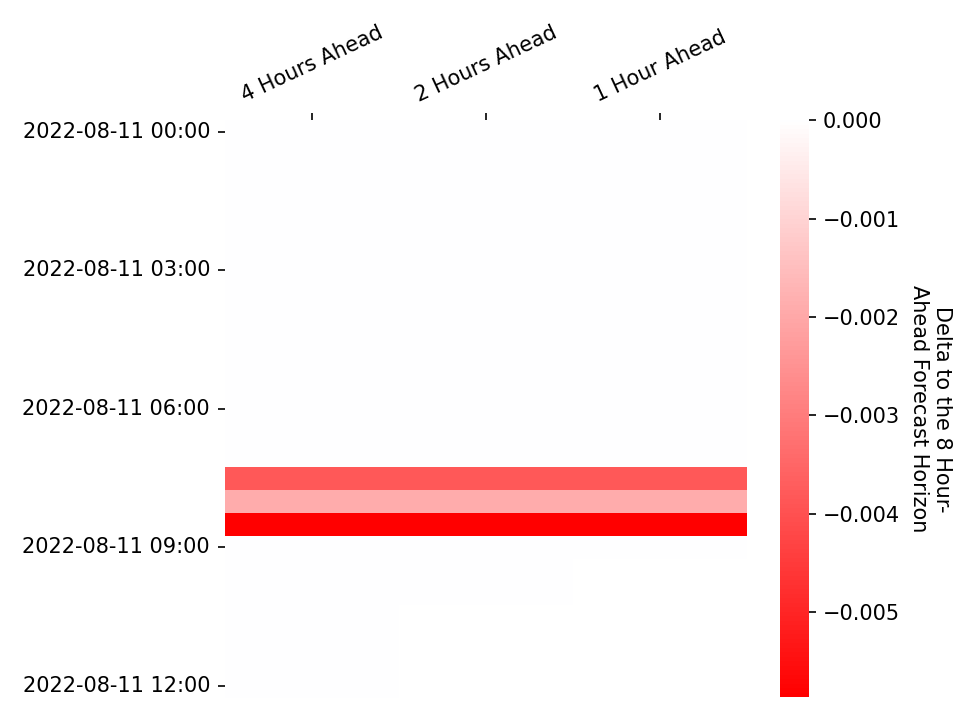 4 Hours Ahead
2 Hours Ahead
1 Hour Ahead
2022-08-11 00:00
2022-08-11 03:00
2022-08-11 06:00
2022-08-11 09:00
2022-08-11 12:00
0.000
−0.001
−0.002
−0.003
−0.004
−0.005
Delta to the 8 Hour-
Ahead Forecast Horizon